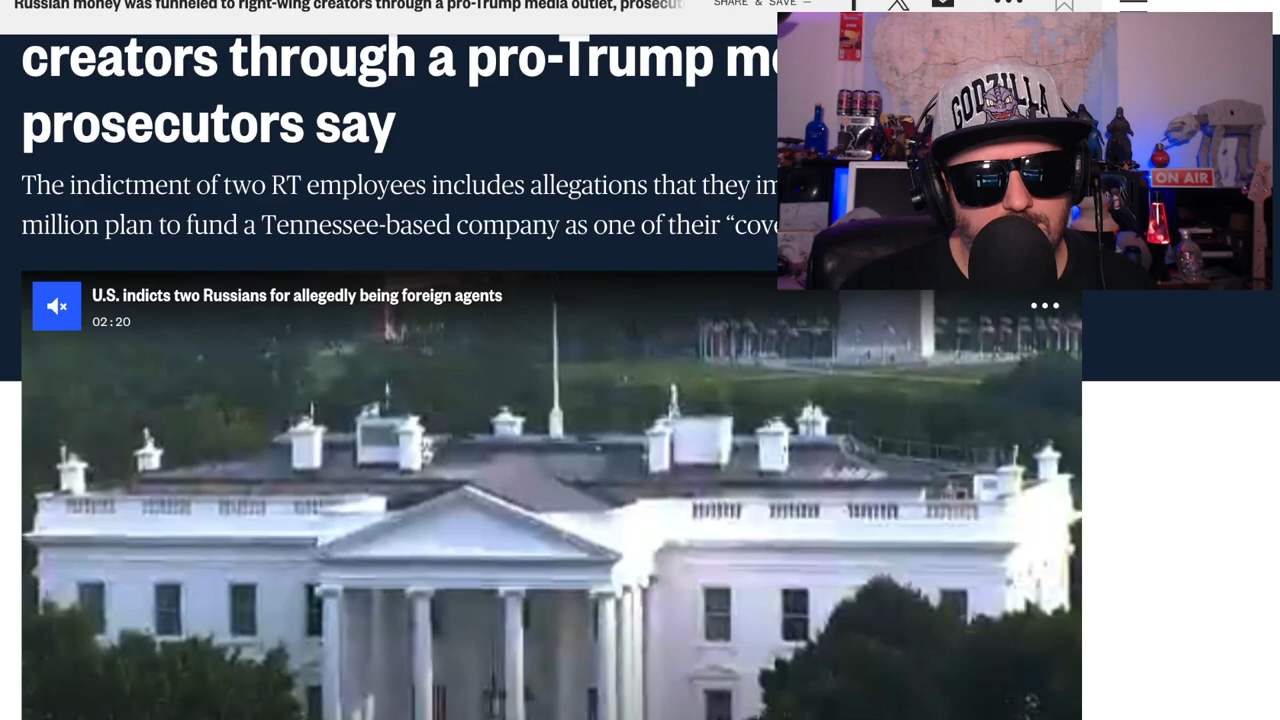 Russian money was funneled to right-wing creators through a pro-Trump media outlet, prosecut
SHARE & SAVE —
creators through a pro-Trump m
prosecutors say
The indictment of two RT employees includes allegations that they im
million plan to fund a Tennessee-based company as one of their “cove
GODZILLA
ON AIR
U.S. indicts two Russians for allegedly being foreign agents
02:20